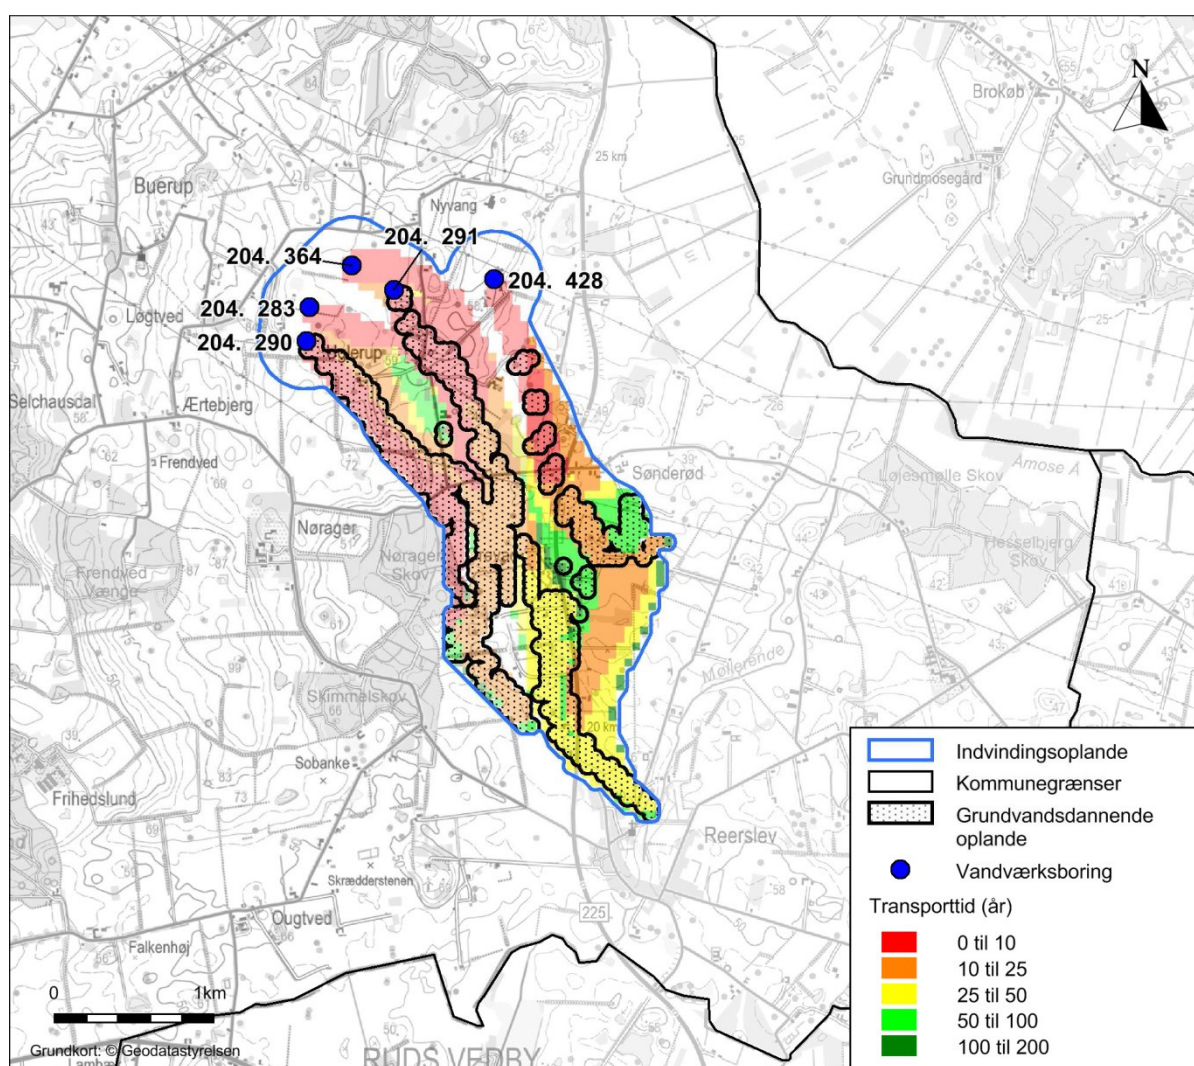 N
Brokøb
Grundmosegård
25 km
Buerup
Nyvang
204. 291
204. 364
204. 428
Løgtved
204. 283
204. 290
Uglerup
Selchausdal
Ærtebjerg
Frendved
Sønderød
Løjesmølle Skov
Åmose Å
Nørager
Nørager
Skov
Hesselbjerg
Skov
Frendved
Vænge
Møllerende
Skimmelskov
20 km
Sobanke
Frihedslund
Reerslev
Skrædderstenen
225
Ougtved
Falkenhøj
0 1km
Grundkort: © Geodatastyrelsen
RUDS VEDBY
Indvindingsoplande
Kommunegrænser
Grundvandsdannende
oplande
Vandværksboring
Transporttid (år)
0 til 10
10 til 25
25 til 50
50 til 100
100 til 200